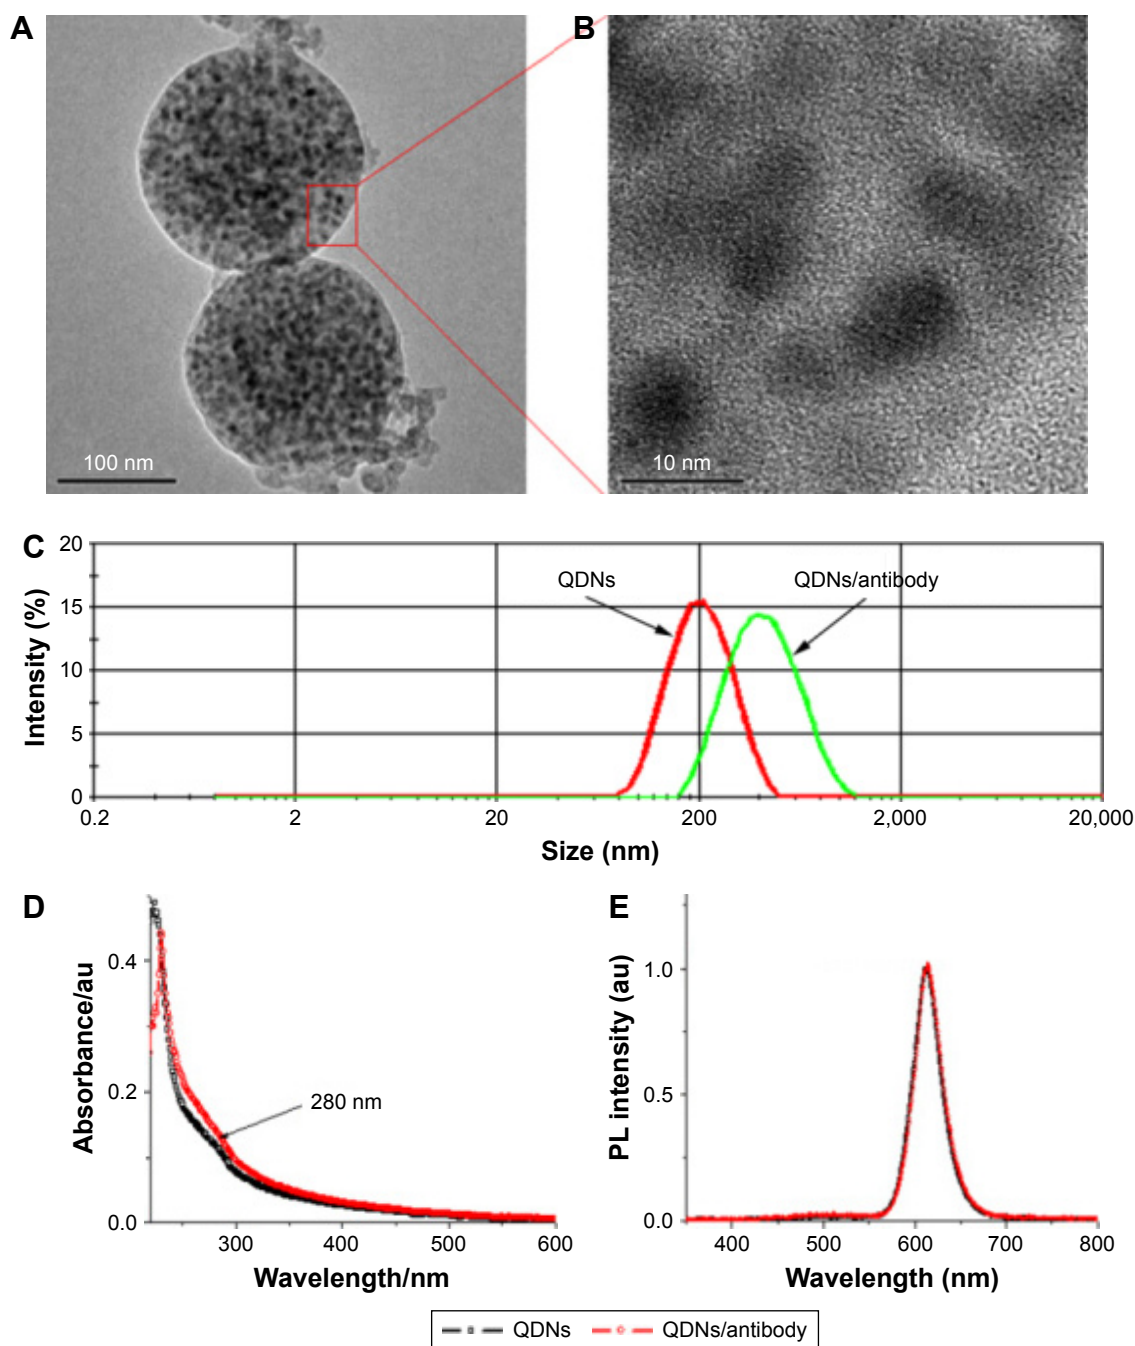 A
B
100 nm
10 nm
C
20
15
10
5
0
Intensity (%)
QDNs
QDNs/antibody
0.2
2
20
200
2,000
20,000
Size (nm)
D
0.4
0.2
0.0
Absorbance/au
280 nm
300
400
500
600
Wavelength/nm
E
1.0
0.5
0.0
PL intensity (au)
400
500
600
700
800
Wavelength (nm)
QDNs
QDNs/antibody